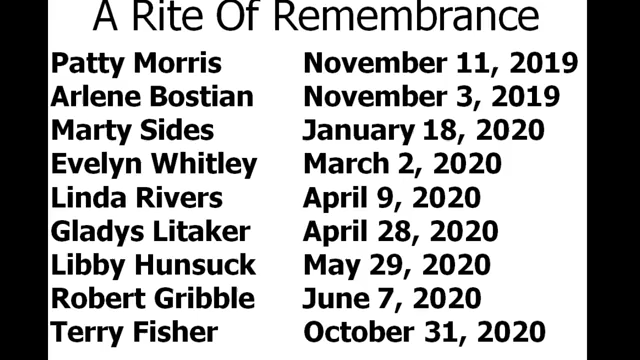 A Rite Of Remembrance
Patty Morris November 11, 2019
Arlene Bostian November 3, 2019
Marty Sides January 18, 2020
Evelyn Whitley March 2, 2020
Linda Rivers April 9, 2020
Gladys Litaker April 28, 2020
Libby Hunsuck May 29, 2020
Robert Gribble June 7, 2020
Terry Fisher October 31, 2020